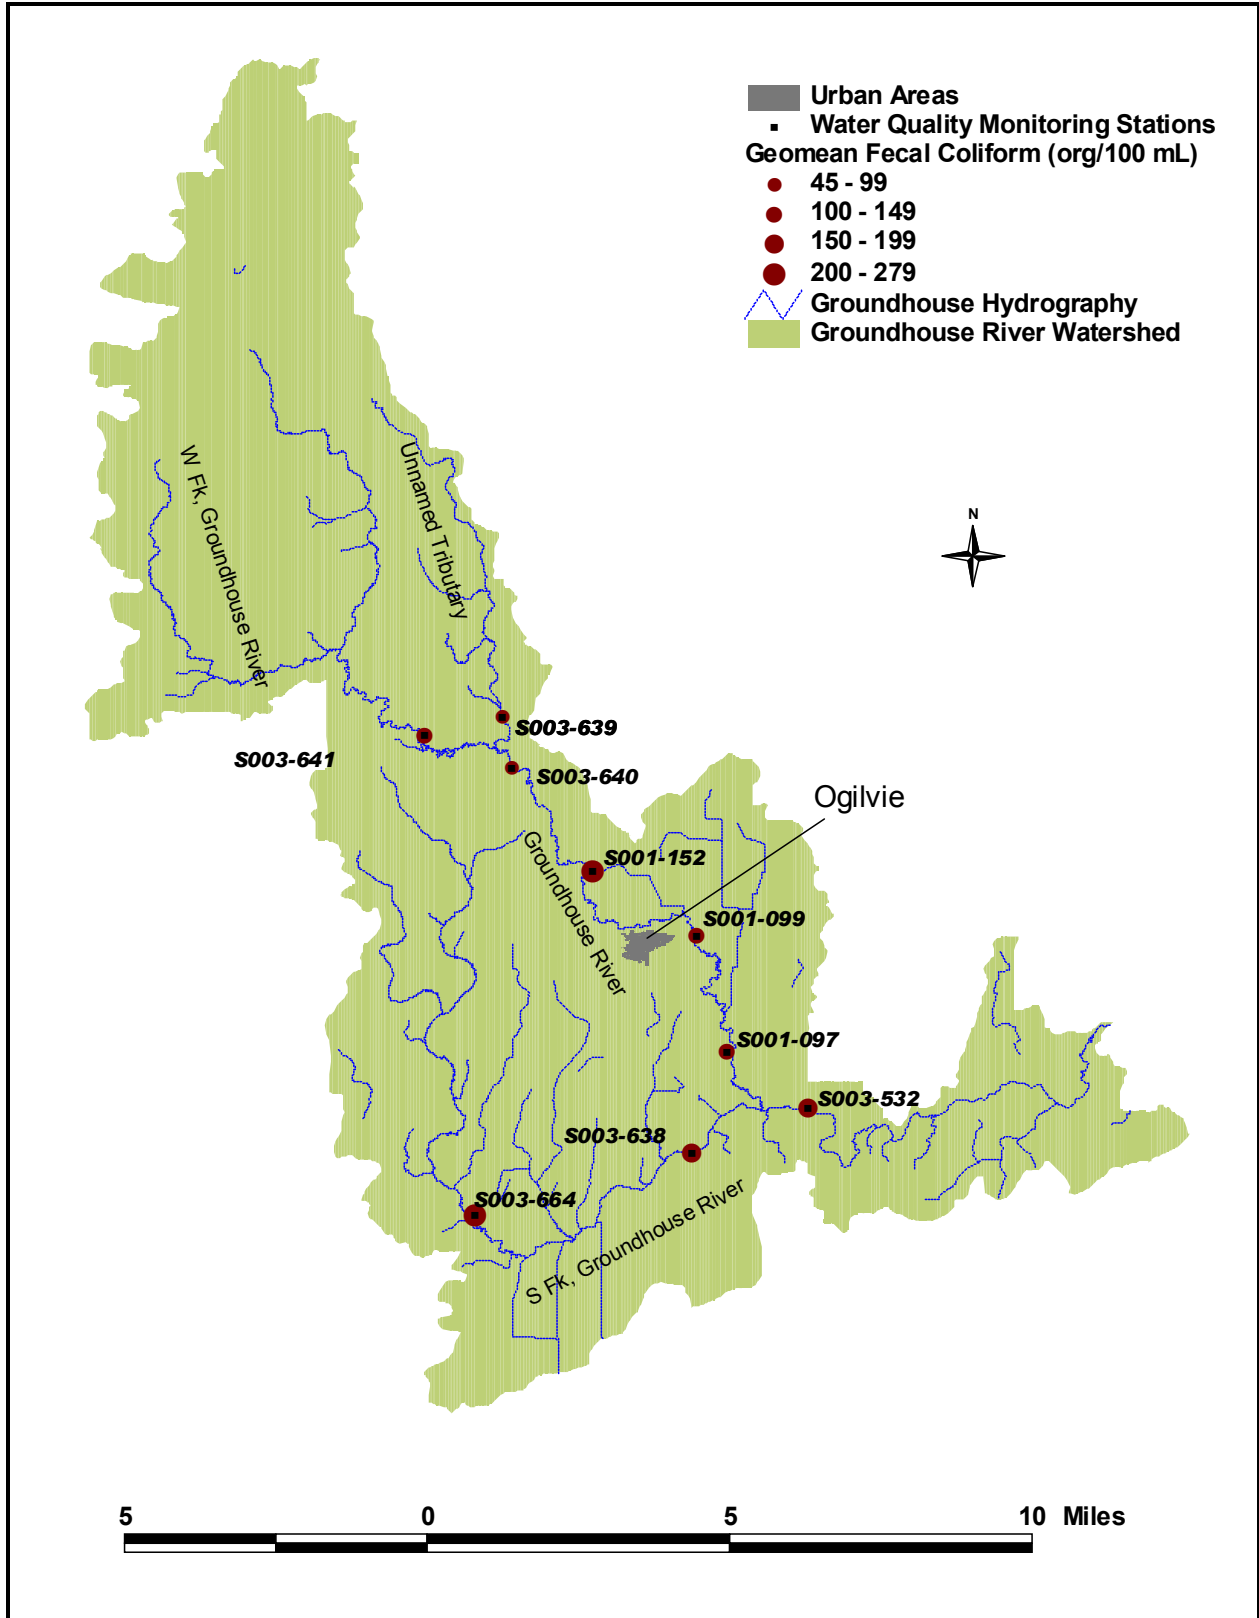 Urban Areas
Water Quality Monitoring Stations
Geomean Fecal Coliform (org/100 mL)
45 - 99
100 - 149
150 - 199
200 - 279
Groundhouse Hydrography
Groundhouse River Watershed
W Fk, Groundhouse River
Unnamed Tributary
N
S003-639
S003-641
S003-640
Ogilvie
Groundhouse River
S001-152
S001-099
S001-097
S003-532
S003-638
S003-664
S Fk, Groundhouse River
5 0 5 10 Miles